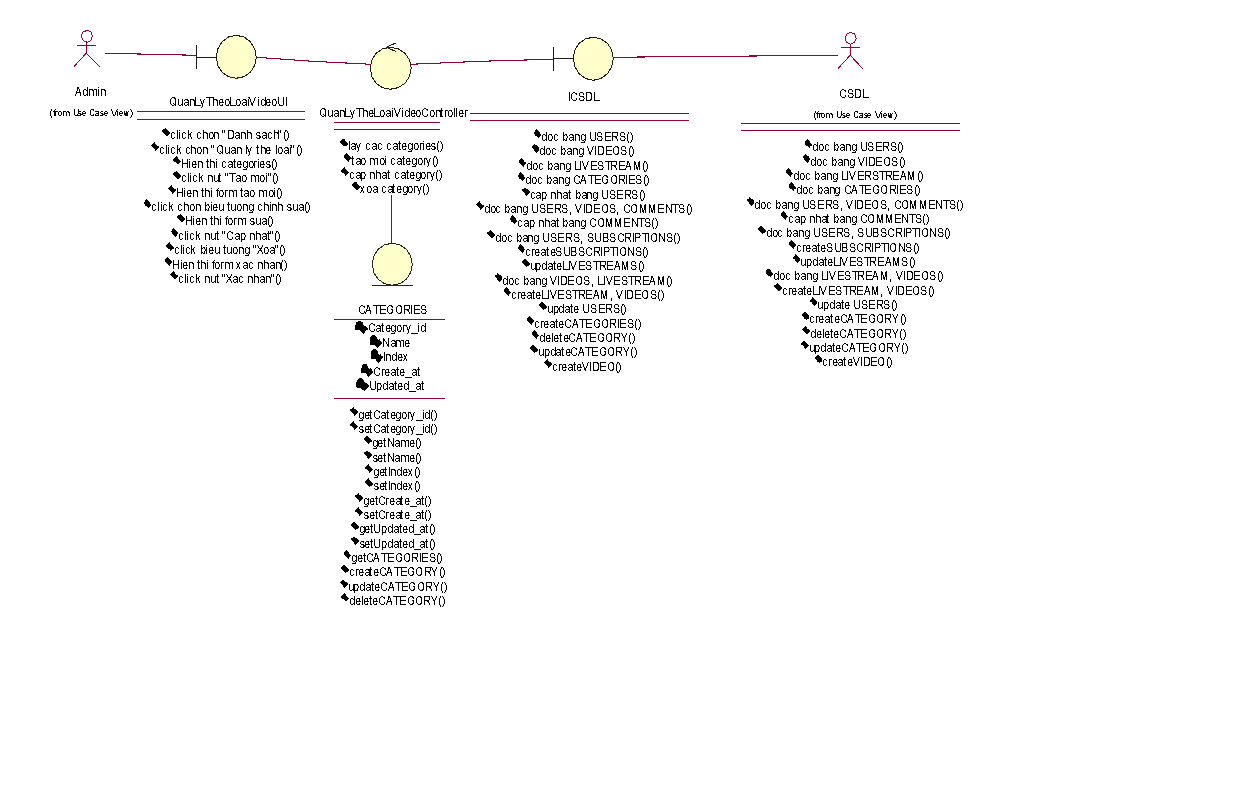 Admin
(from Use Case View)
QuanLyTheoLoaiVideoUI
click chon "Danh sach"()
click chon "Quan ly the loai"()
Hien thi categories()
click nut "Tao moi"()
Hien thi form tao moi()
click chon bieu tuong chinh sua()
Hien thi form sua()
click nut "Cap nhat"()
click bieu tuong "Xoa"()
Hien thi form xac nhan()
click nut "Xac nhan"()
QuanLyTheLoaiVideoController
lay cac categories()
tao moi category()
cap nhat category()
xoa category()
CATEGORIES
Category_id
Name
Index
Create_at
Updated_at
getCategory_id()
setCategory_id()
getName()
setName()
getIndex()
setIndex()
getCreate_at()
setCreate_at()
getUpdated_at()
setUpdated_at()
getCATEGORIES()
createCATEGORY()
updateCATEGORY()
deleteCATEGORY()
ICSDL
doc bang USERS()
doc bang VIDEOS()
doc bang LIVESTREAM()
doc bang CATEGORIES()
cap nhat bang USERS()
doc bang USERS, VIDEOS, COMMENTS()
cap nhat bang COMMENTS()
doc bang USERS, SUBSCRIPTIONS()
createSUBSCRIPTIONS()
updateLIVESTREAMS()
doc bang VIDEOS, LIVESTREAM()
createLIVESTREAM, VIDEOS()
update USERS()
createCATEGORIES()
deleteCATEGORY()
updateCATEGORY()
createVIDEO()
CSDL
(from Use Case View)
doc bang USERS()
doc bang VIDEOS()
doc bang LIVERSTREAM()
doc bang CATEGORIES()
doc bang USERS, VIDEOS, COMMENTS()
cap nhat bang COMMENTS()
doc bang USERS, SUBSCRIPTIONS()
createSUBSCRIPTIONS()
updateLIVESTREAMS()
doc bang LIVESTREAM, VIDEOS()
createLIVESTREAM, VIDEOS()
update USERS()
createCATEGORY()
deleteCATEGORY()
updateCATEGORY()
createVIDEO()